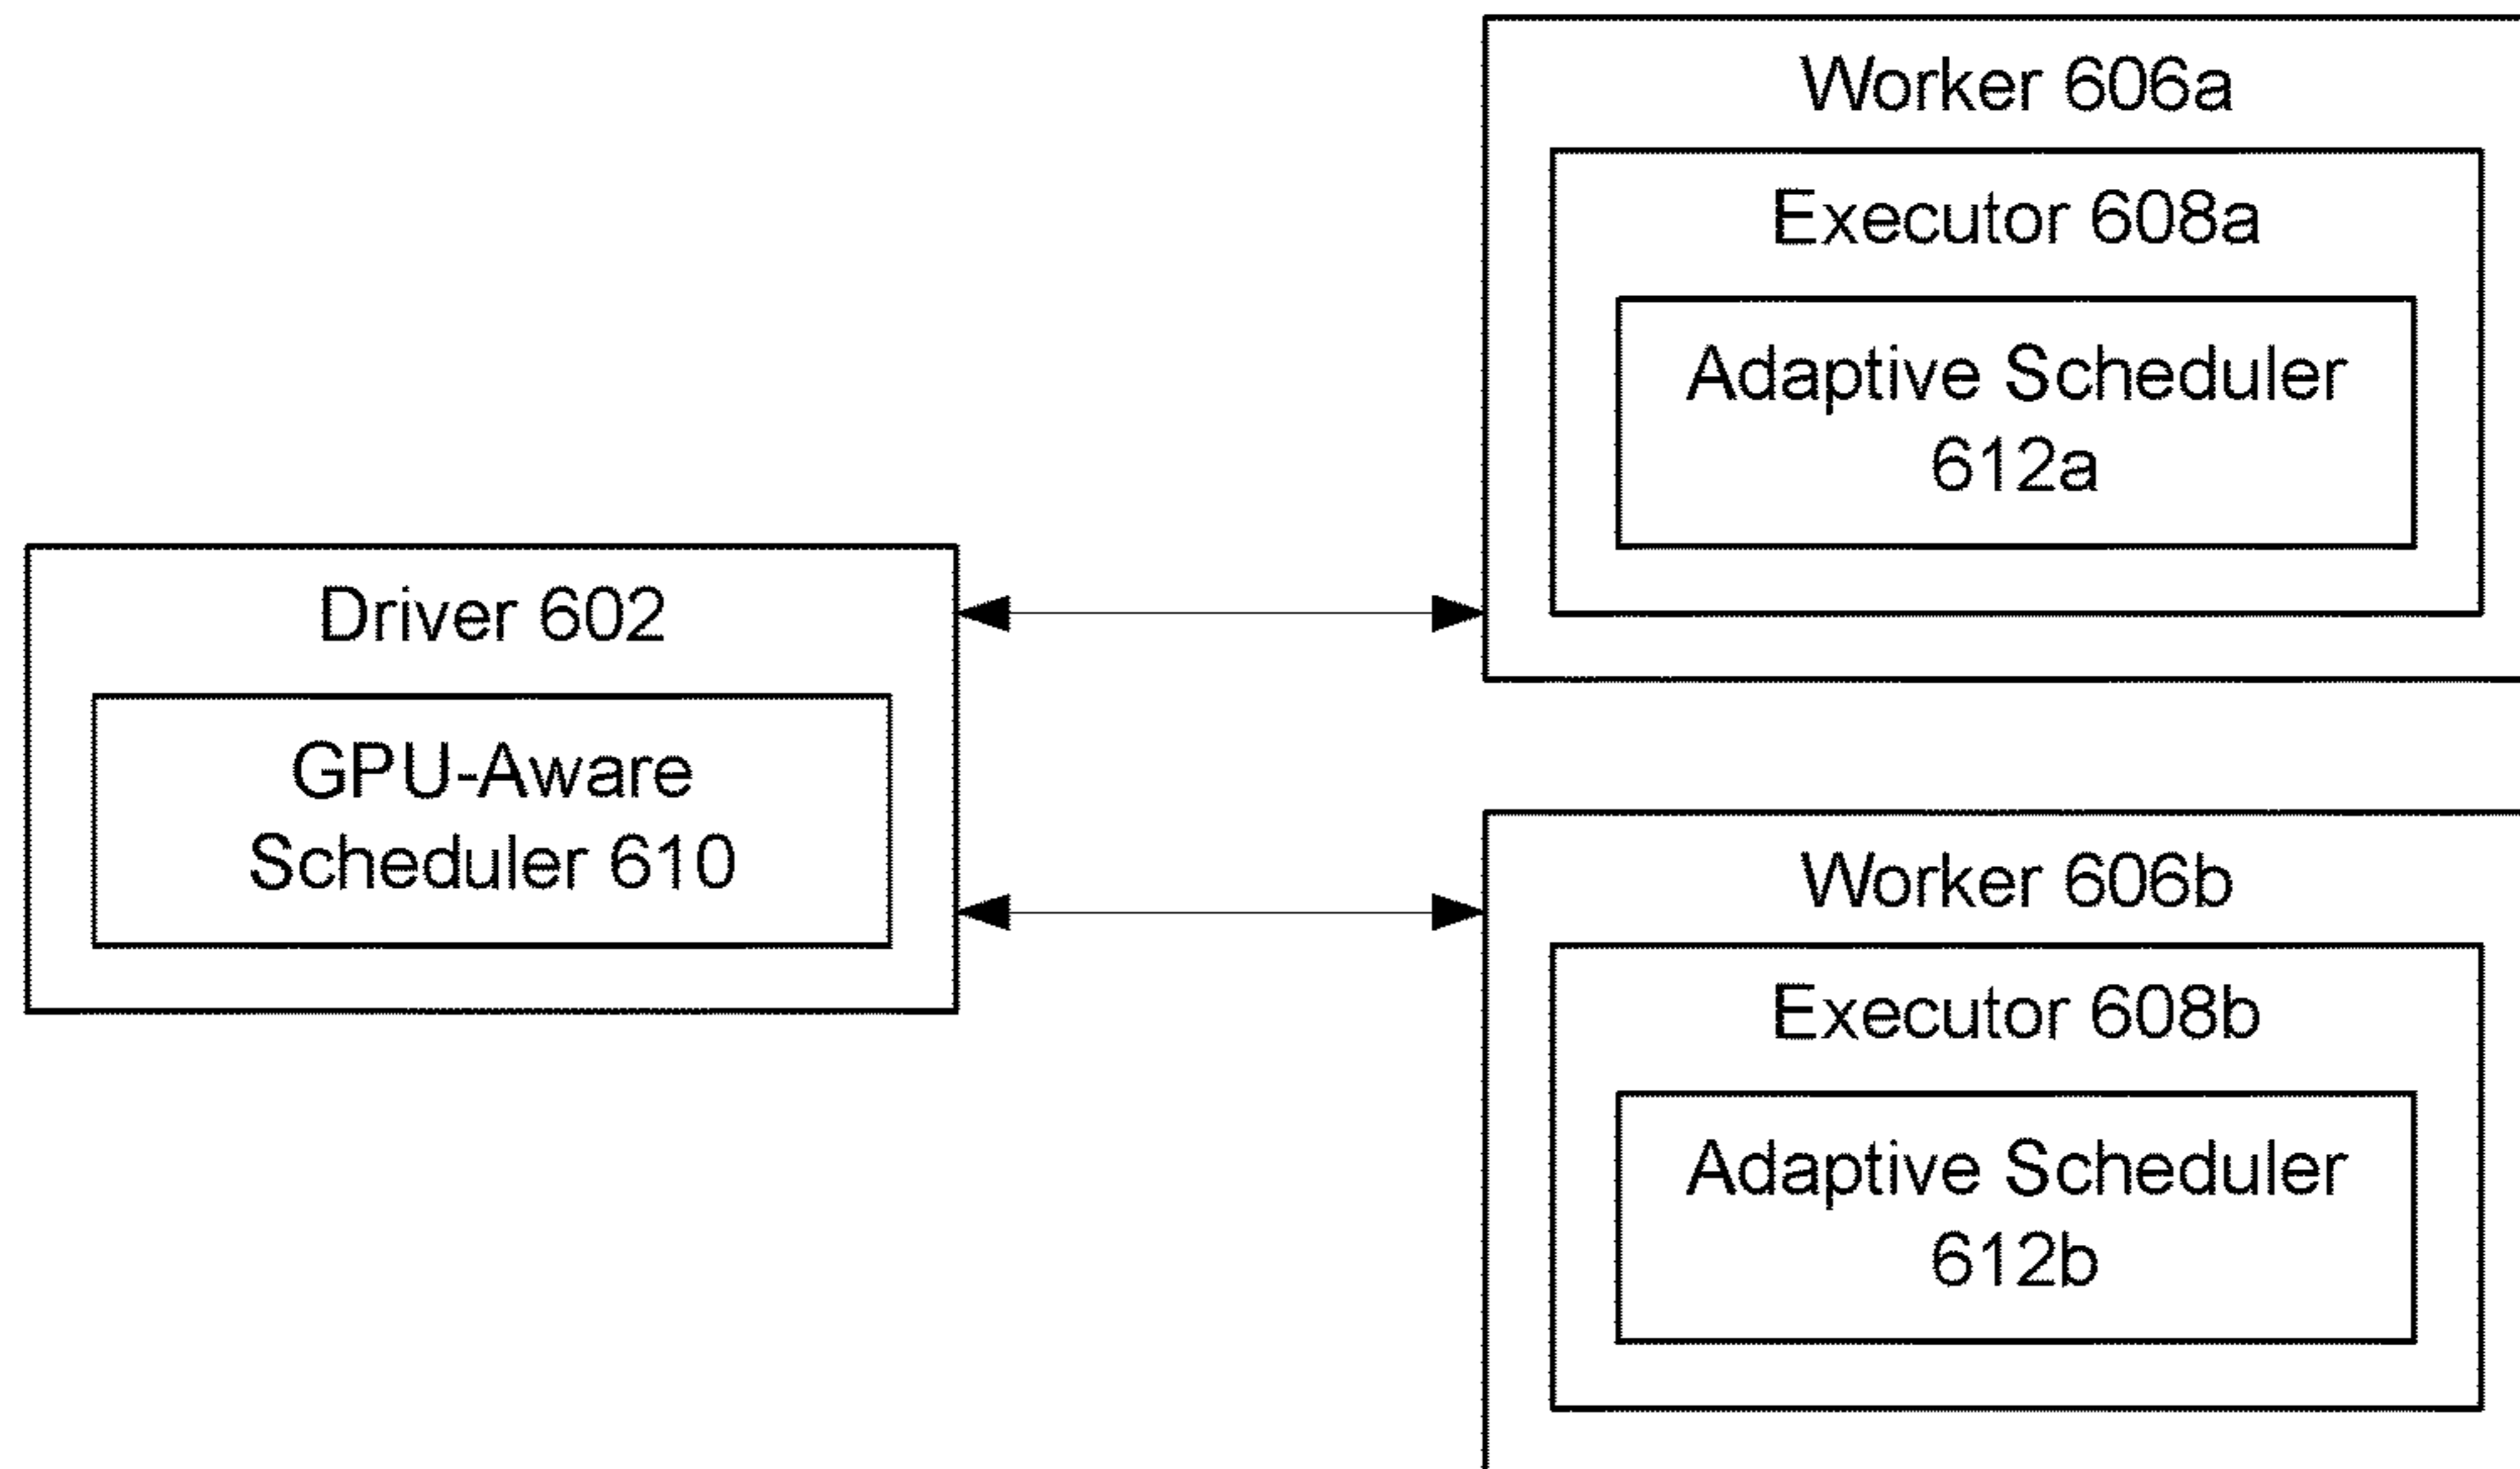 Worker 606a
Executor 608a
Adaptive Scheduler
612a
Driver 602
GPU-Aware
Scheduler 610
Worker 606b
Executor 608b
Adaptive Scheduler
612b